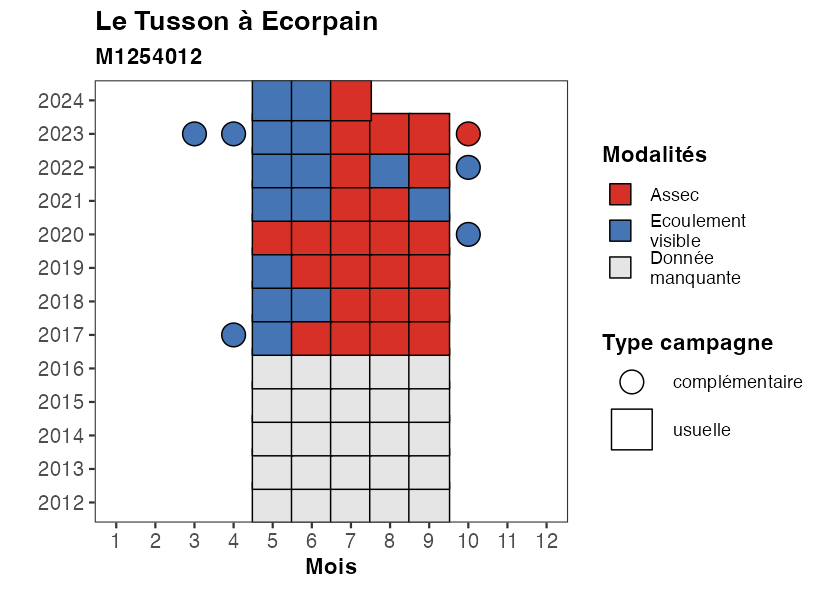 Le Tusson à Ecorpain
M1254012
2024
2023
2022
2021
2020
2019
2018
2017
2016
2015
2014
2013
2012
1 2 3 4 5 6 7 8 9 10 11 12
Mois
Modalités
Assec
Ecoulement
visible
Donnée
manquante
Type campagne
complémentaire
usuelle